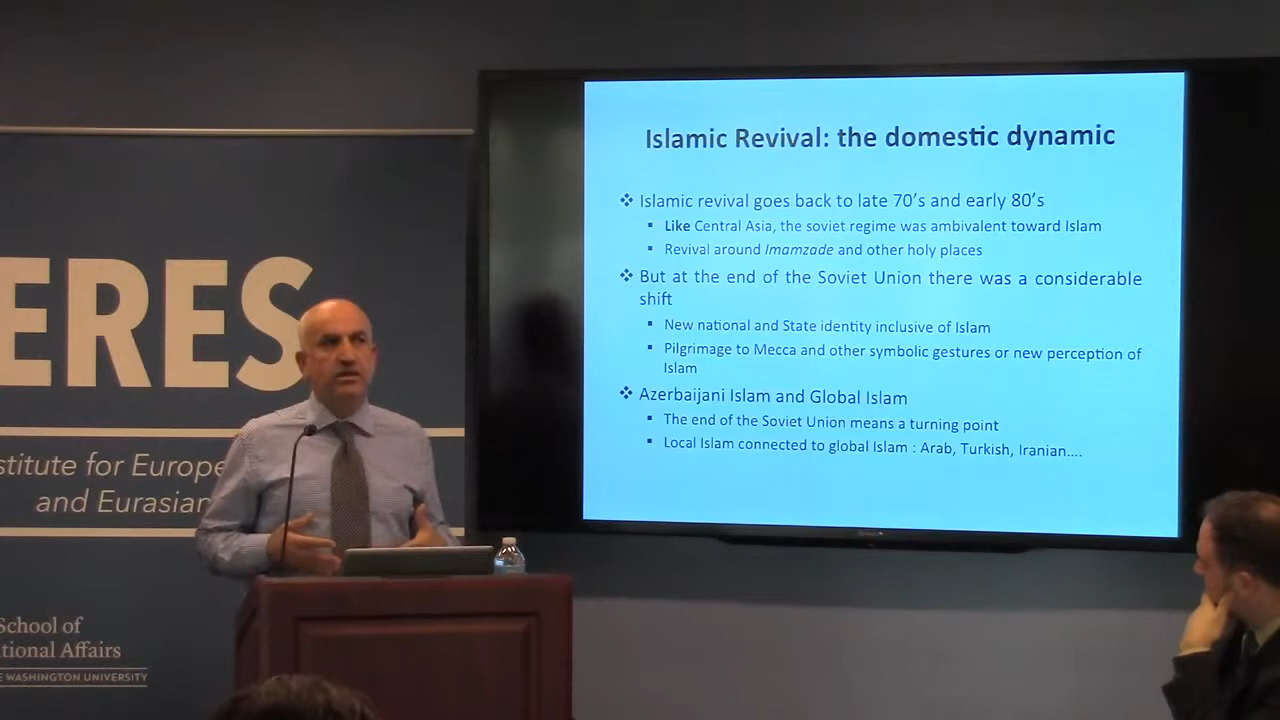 Islamic Revival: the domestic dynamic
❖ Islamic revival goes back to late 70's and early 80's
▪ Like Central Asia, the soviet regime was ambivalent toward Islam
▪ Revival around Imamzade and other holy places
❖ But at the end of the Soviet Union there was a considerable
shift
▪ New national and State identity inclusive of Islam
▪ Pilgrimage to Mecca and other symbolic gestures or new perception of
Islam
❖ Azerbaijani Islam and Global Islam
▪ The end of the Soviet Union means a turning point
▪ Local Islam connected to global Islam : Arab, Turkish, Iranian....
ERES
stitute for Europe
and Eurasian
School of
tional Affairs
E WASHINGTON UNIVERSITY